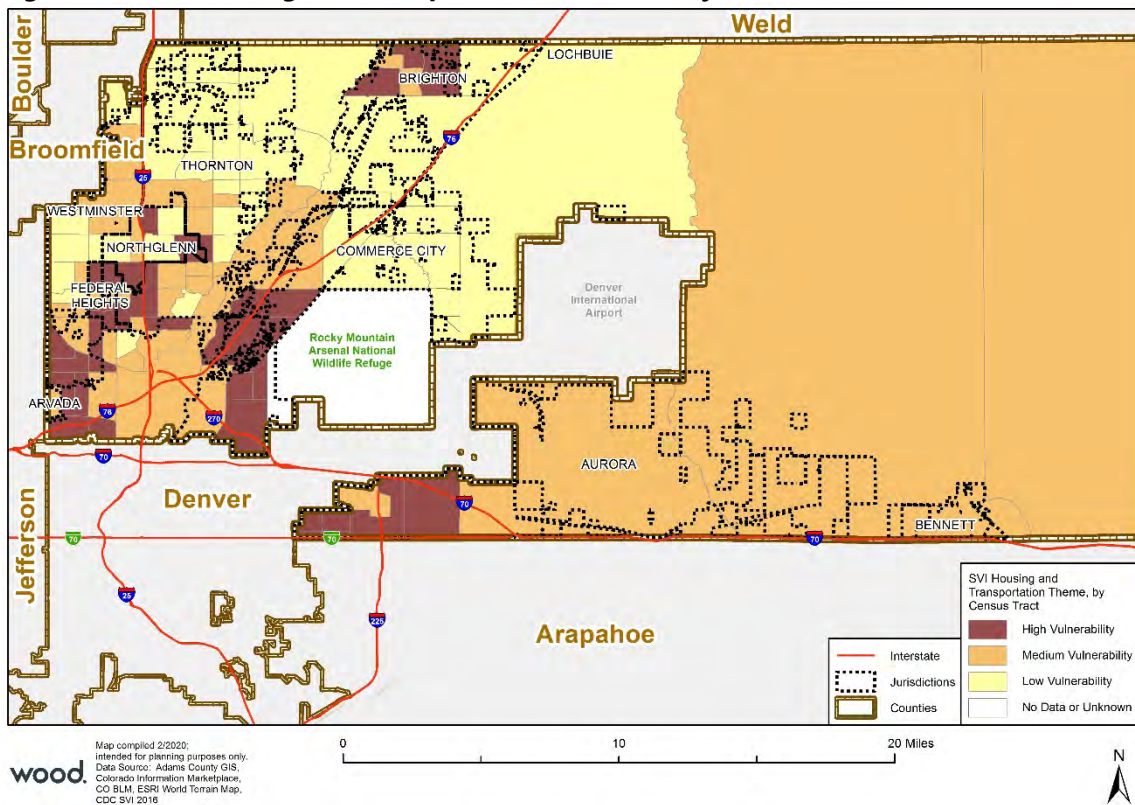 Weld
Boulder
LOCHBUIE
BRIGHTON
76
Broomfield
THORNTON
25
WESTMINSTER
NORTHGLENN
COMMERCE CITY
FEDERAL
HEIGHTS
Denver
International
Airport
Rocky Mountain
Arsenal National
Wildlife Refuge
ARVADA
76
270
70
AURORA
Denver
70
BENNETT
Jefferson
70
70
70
25
225
Arapahoe
SVI Housing and
Transportation Theme, by
Census Tract
High Vulnerability
Medium Vulnerability
Low Vulnerability
No Data or Unknown
Interstate
Jurisdictions
Counties
0 10 20 Miles
N
wood.
Map compiled 2/2020;
intended for planning purposes only.
Data Source: Adams County GIS,
Colorado Information Marketplace,
CO BLM, ESRI World Terrain Map,
CDC SVI 2016